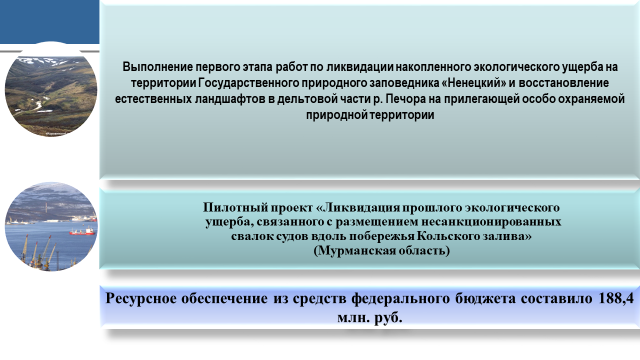 Выполнение первого этапа работ по ликвидации накопленного экологического ущерба на
территории Государственного природного заповедника «Ненецкий» и восстановление
естественных ландшафтов в дельтовой части р. Печора на прилегающей особо охраняемой
природной территории
Пилотный проект «Ликвидация прошлого экологического
ущерба, связанного с размещением несанкционированных
свалок судов вдоль побережья Кольского залива»
(Мурманская область)
Ресурсное обеспечение из средств федерального бюджета составило 188,4
млн. руб.